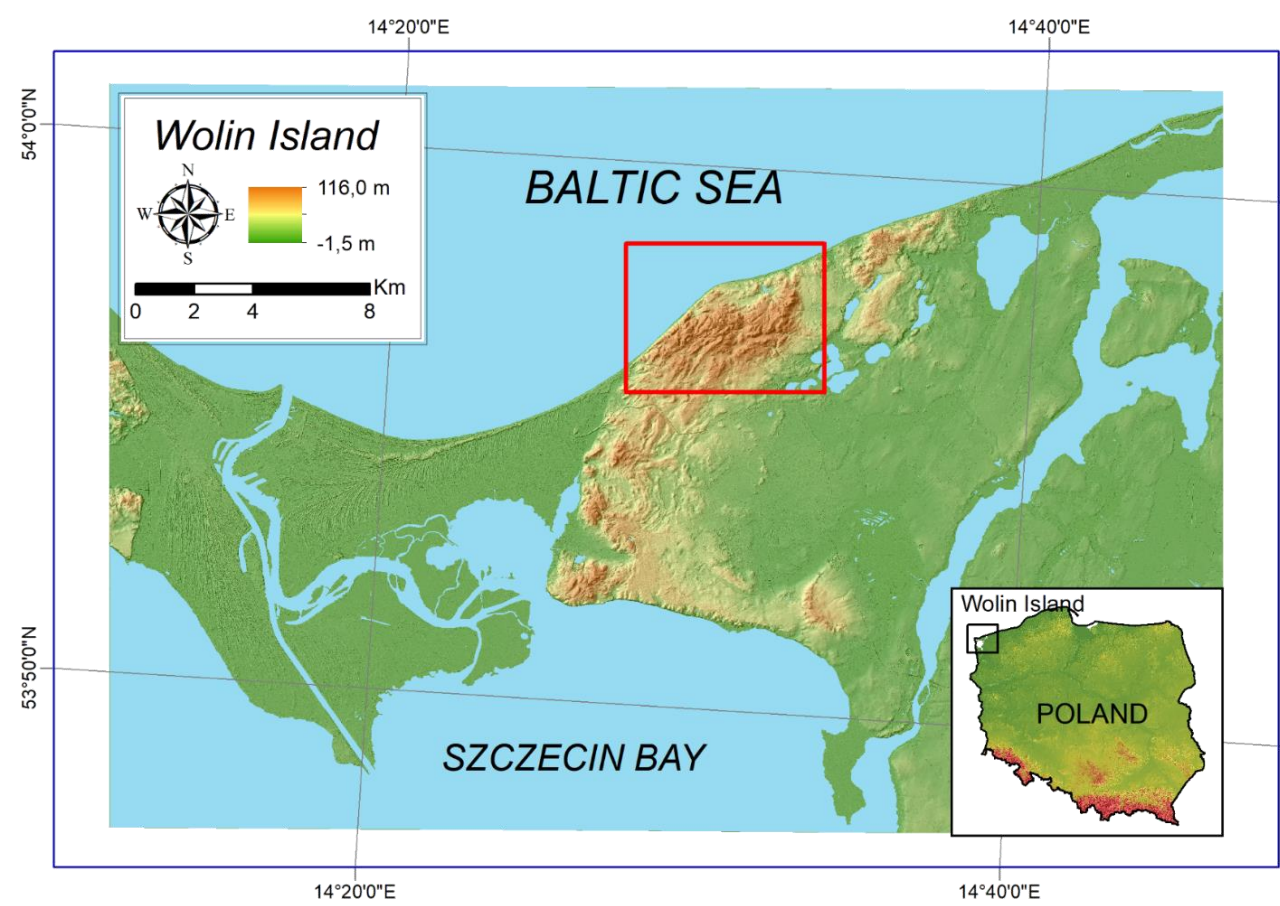 14°20'0"E
14°40'0"E
54°0'0"N
Wolin Island
N
W
E
S
116,0 m
-1,5 m
Km
0
2
4
8
BALTIC SEA
53°50'0"N
SZCZECIN BAY
Wolin Island
POLAND
14°20'0"E
14°40'0"E